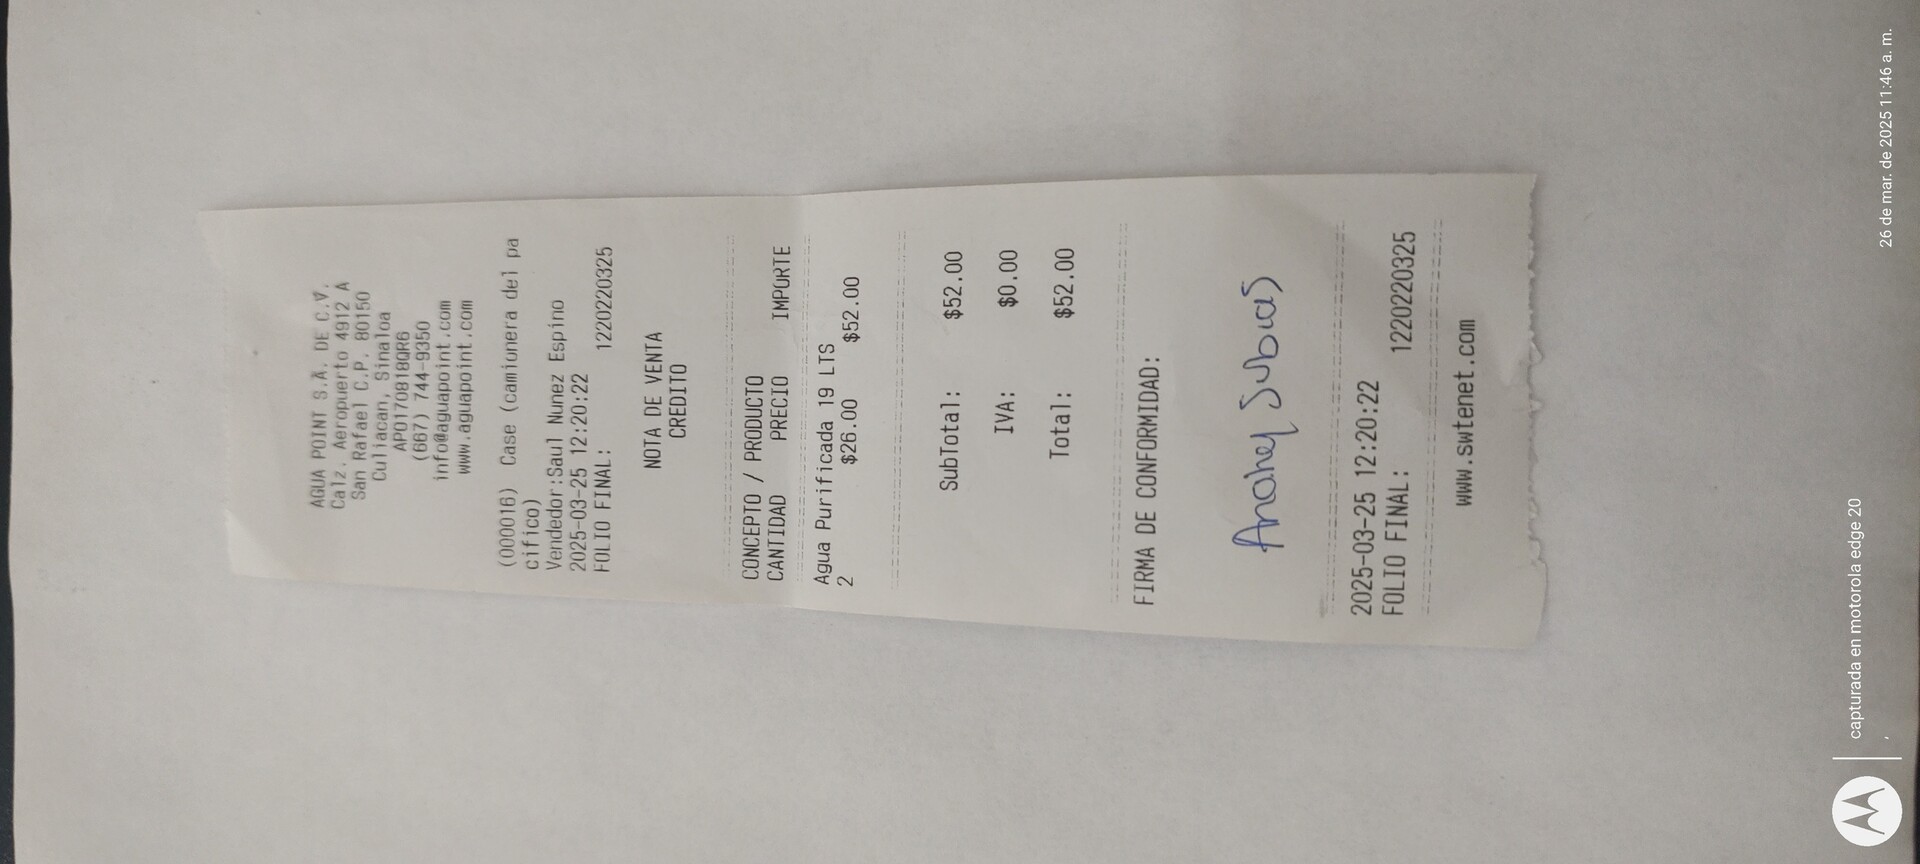 AGUA POINT S.A. DE C.V.
Calz. Aeropuerto 4912 A
San Rafael C.P. 80150
Culiacan, Sinaloa
APO170818QR6
(667) 744-9350
info@aguapoint.com
www.aguapoint.com
(000016) Case (camionera del pa
cifico)
Vendedor:Saul Nunez Espino
2025-03-25 12:20:22
FOLIO FINAL: 1220220325
NOTA DE VENTA
CREDITO
CONCEPTO / PRODUCTO
CANTIDAD PRECIO IMPORTE
Agua Purificada 19 LTS
2 $26.00 $52.00
SubTotal: $52.00
IVA: $0.00
Total: $52.00
FIRMA DE CONFORMIDAD:
Anahey Subias
2025-03-25 12:20:22
FOLIO FINAL: 1220220325
www.swtenet.com
capturada en motorola edge 20
, 26 de mar. de 2025 11:46 a. m.